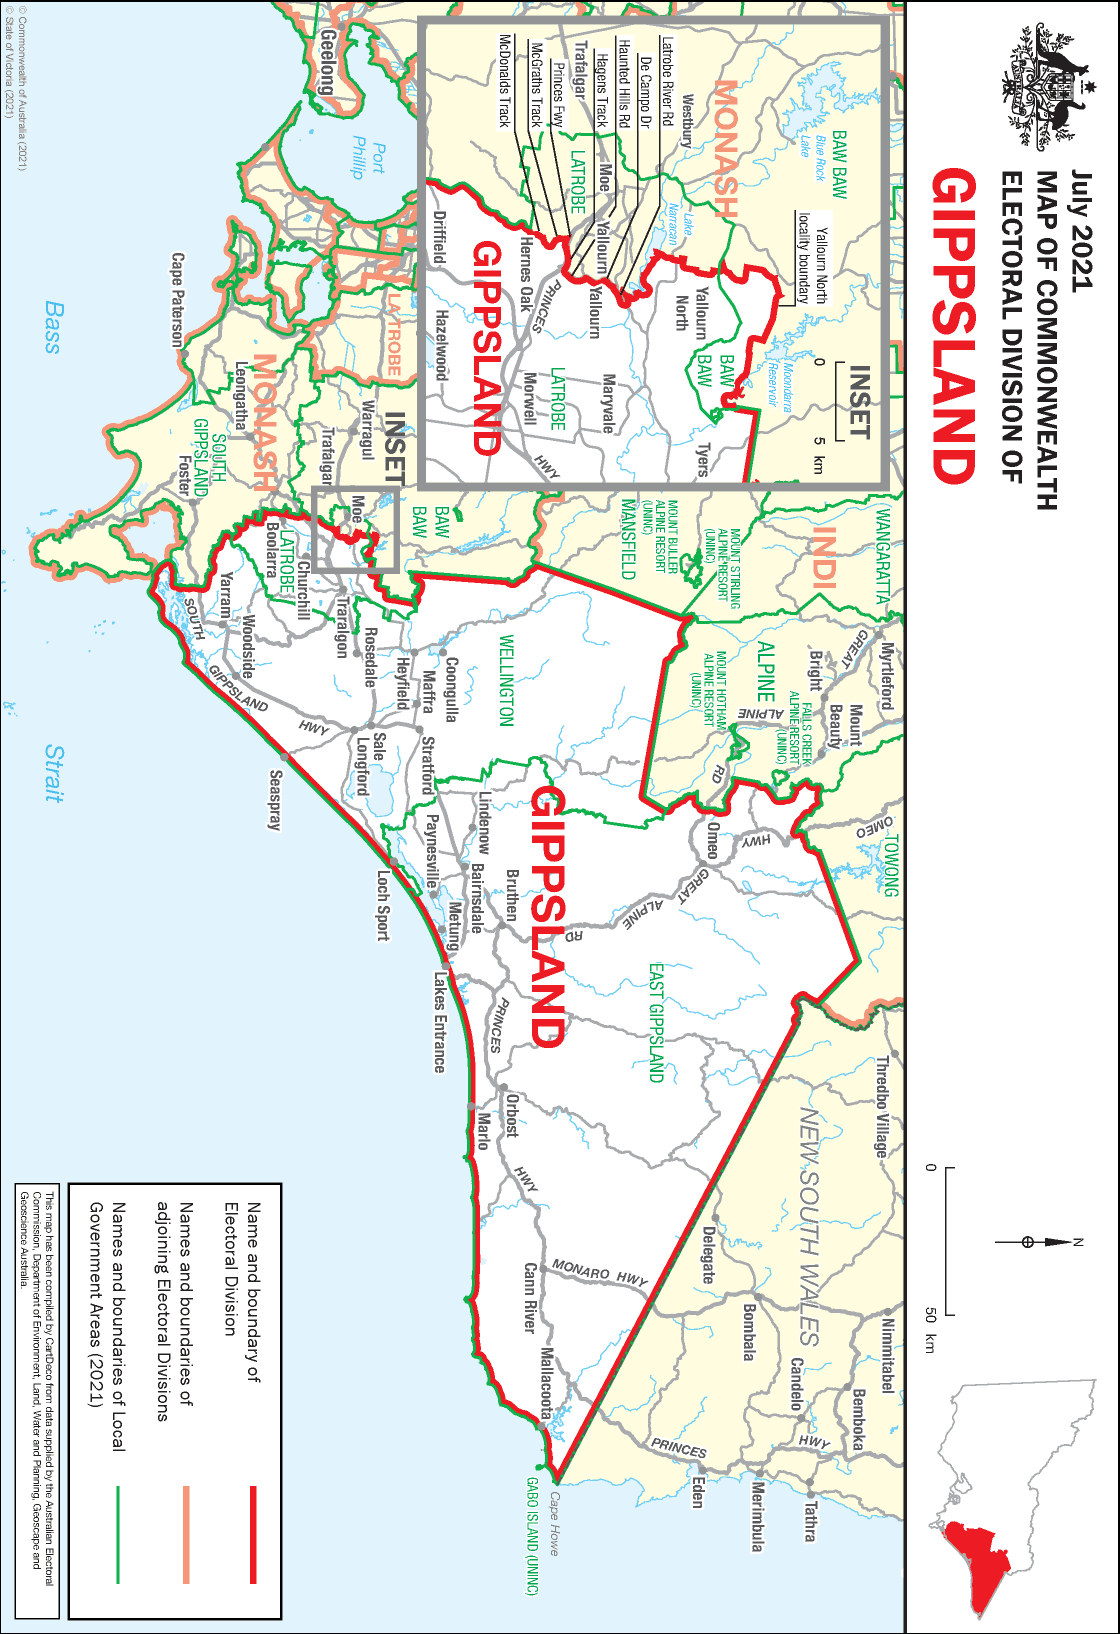 July 2021
MAP OF COMMONWEALTH
ELECTORAL DIVISION OF
GIPPSLAND
0
50 km
N
INSET
0
5 km
MONASH
BAW BAW
Blue Rock
Lake
Westbury
Latrobe River Rd
De Campo Dr
Haunted Hills Rd
Hagens Track
Trafalgar
Princes Fwy
McGraths Track
McDonalds Track
Yallourn North
locality boundary
Lake
Narracan
Moe
LATROBE
Yallourn
Yallourn
Yallourn
North
BAW
BAW
Moondarra
Reservoir
Driffield
Hernes Oak
PRINCES
GIPPSLAND
Hazelwood
Morwell
LATROBE
Maryvale
Tyers
HWY
WANGARATTA
INDI
MOUNT STIRLING
ALPINE RESORT
(UNINC)
MOUNT BULLER
ALPINE RESORT
(UNINC)
MANSFIELD
GREAT
Myrtleford
Bright
Mount
Beauty
ALPINE
FALLS CREEK
ALPINE RESORT
(UNINC)
MOUNT HOTHAM
ALPINE RESORT
(UNINC)
ALPINE
RD
OMEO
TOWONG
Omeo
HWY
GREAT
ALPINE
RD
Thredbo Village
NEW SOUTH WALES
Nimmitabel
Bemboka
Candelo
Bombala
Delegate
HWY
Tathra
Merimbula
Eden
PRINCES
GIPPSLAND
EAST GIPPSLAND
WELLINGTON
BAW
BAW
INSET
Warragul
Trafalgar
Moe
LA TROBE
MONASH
Leongatha
SOUTH
GIPPSLAND
Foster
Cape Paterson
Port
Phillip
Geelong
LATROBE
Boolarra
Churchill
Traralgon
Yarram
Woodside
SOUTH
GIPPSLAND
HWY
Rosedale
Heyfield
Maffra
Coongulla
Sale
Longford
Stratford
Seaspray
Lindenow
Paynesville
Bairnsdale
Bruthen
Metung
Loch Sport
Lakes Entrance
PRINCES
Orbost
Marlo
HWY
MONARO HWY
Cann River
Mallacoota
Cape Howe
GABO ISLAND (UNINC)
Bass
Strait
Name and boundary of
Electoral Division
Names and boundaries of
adjoining Electoral Divisions
Names and boundaries of Local
Government Areas (2021)
This map has been compiled by CartDeco from data supplied by the Australian Electoral
Commission, Department of Environment, Land, Water and Planning, Geoscape and
Geoscience Australia.
© Commonwealth of Australia (2021)
© State of Victoria (2021)